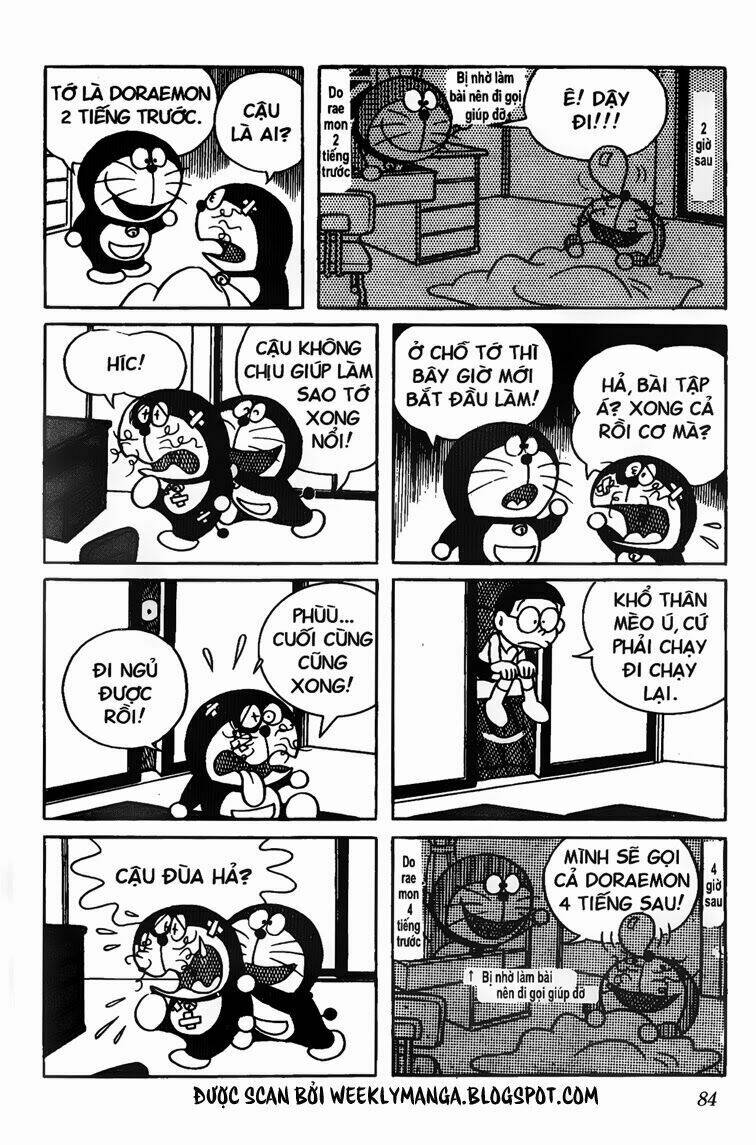 2
giờ
sau
Ê! DẬY
ĐI!!!
Bị nhờ làm
bài nên đi gọi
giúp đỡ
Do
rae
mon
2
tiếng
trước
CẬU
LÀ AI?
TỚ LÀ DORAEMON
2 TIẾNG TRƯỚC.
HẢ, BÀI TẬP
Á? XONG CẢ
RỒI CƠ MÀ?
Ở CHỖ TỚ THÌ
BÂY GIỜ MỚI
BẮT ĐẦU LÀM!
CẬU KHÔNG
CHỊU GIÚP LÀM
SAO TỚ
XONG
NỔI!
HÍC!
KHỔ THÂN
MÈO Ú, CỨ
PHẢI CHẠY
ĐI CHẠY
LẠI.
PHÙÙ...
CUỐI CÙNG
CŨNG
XONG!
ĐI NGỦ
ĐƯỢC
RỒI!
4
giờ
sau
MÌNH SẼ GỌI
CẢ DORAEMON
4 TIẾNG SAU!
Do
rae
mon
4
tiếng
trước
↑ Bị nhờ làm bài
nên đi gọi giúp đỡ
CẬU ĐÙA HẢ?
ĐƯỢC SCAN BỞI WEEKLYMANGA.BLOGSPOT.COM
84